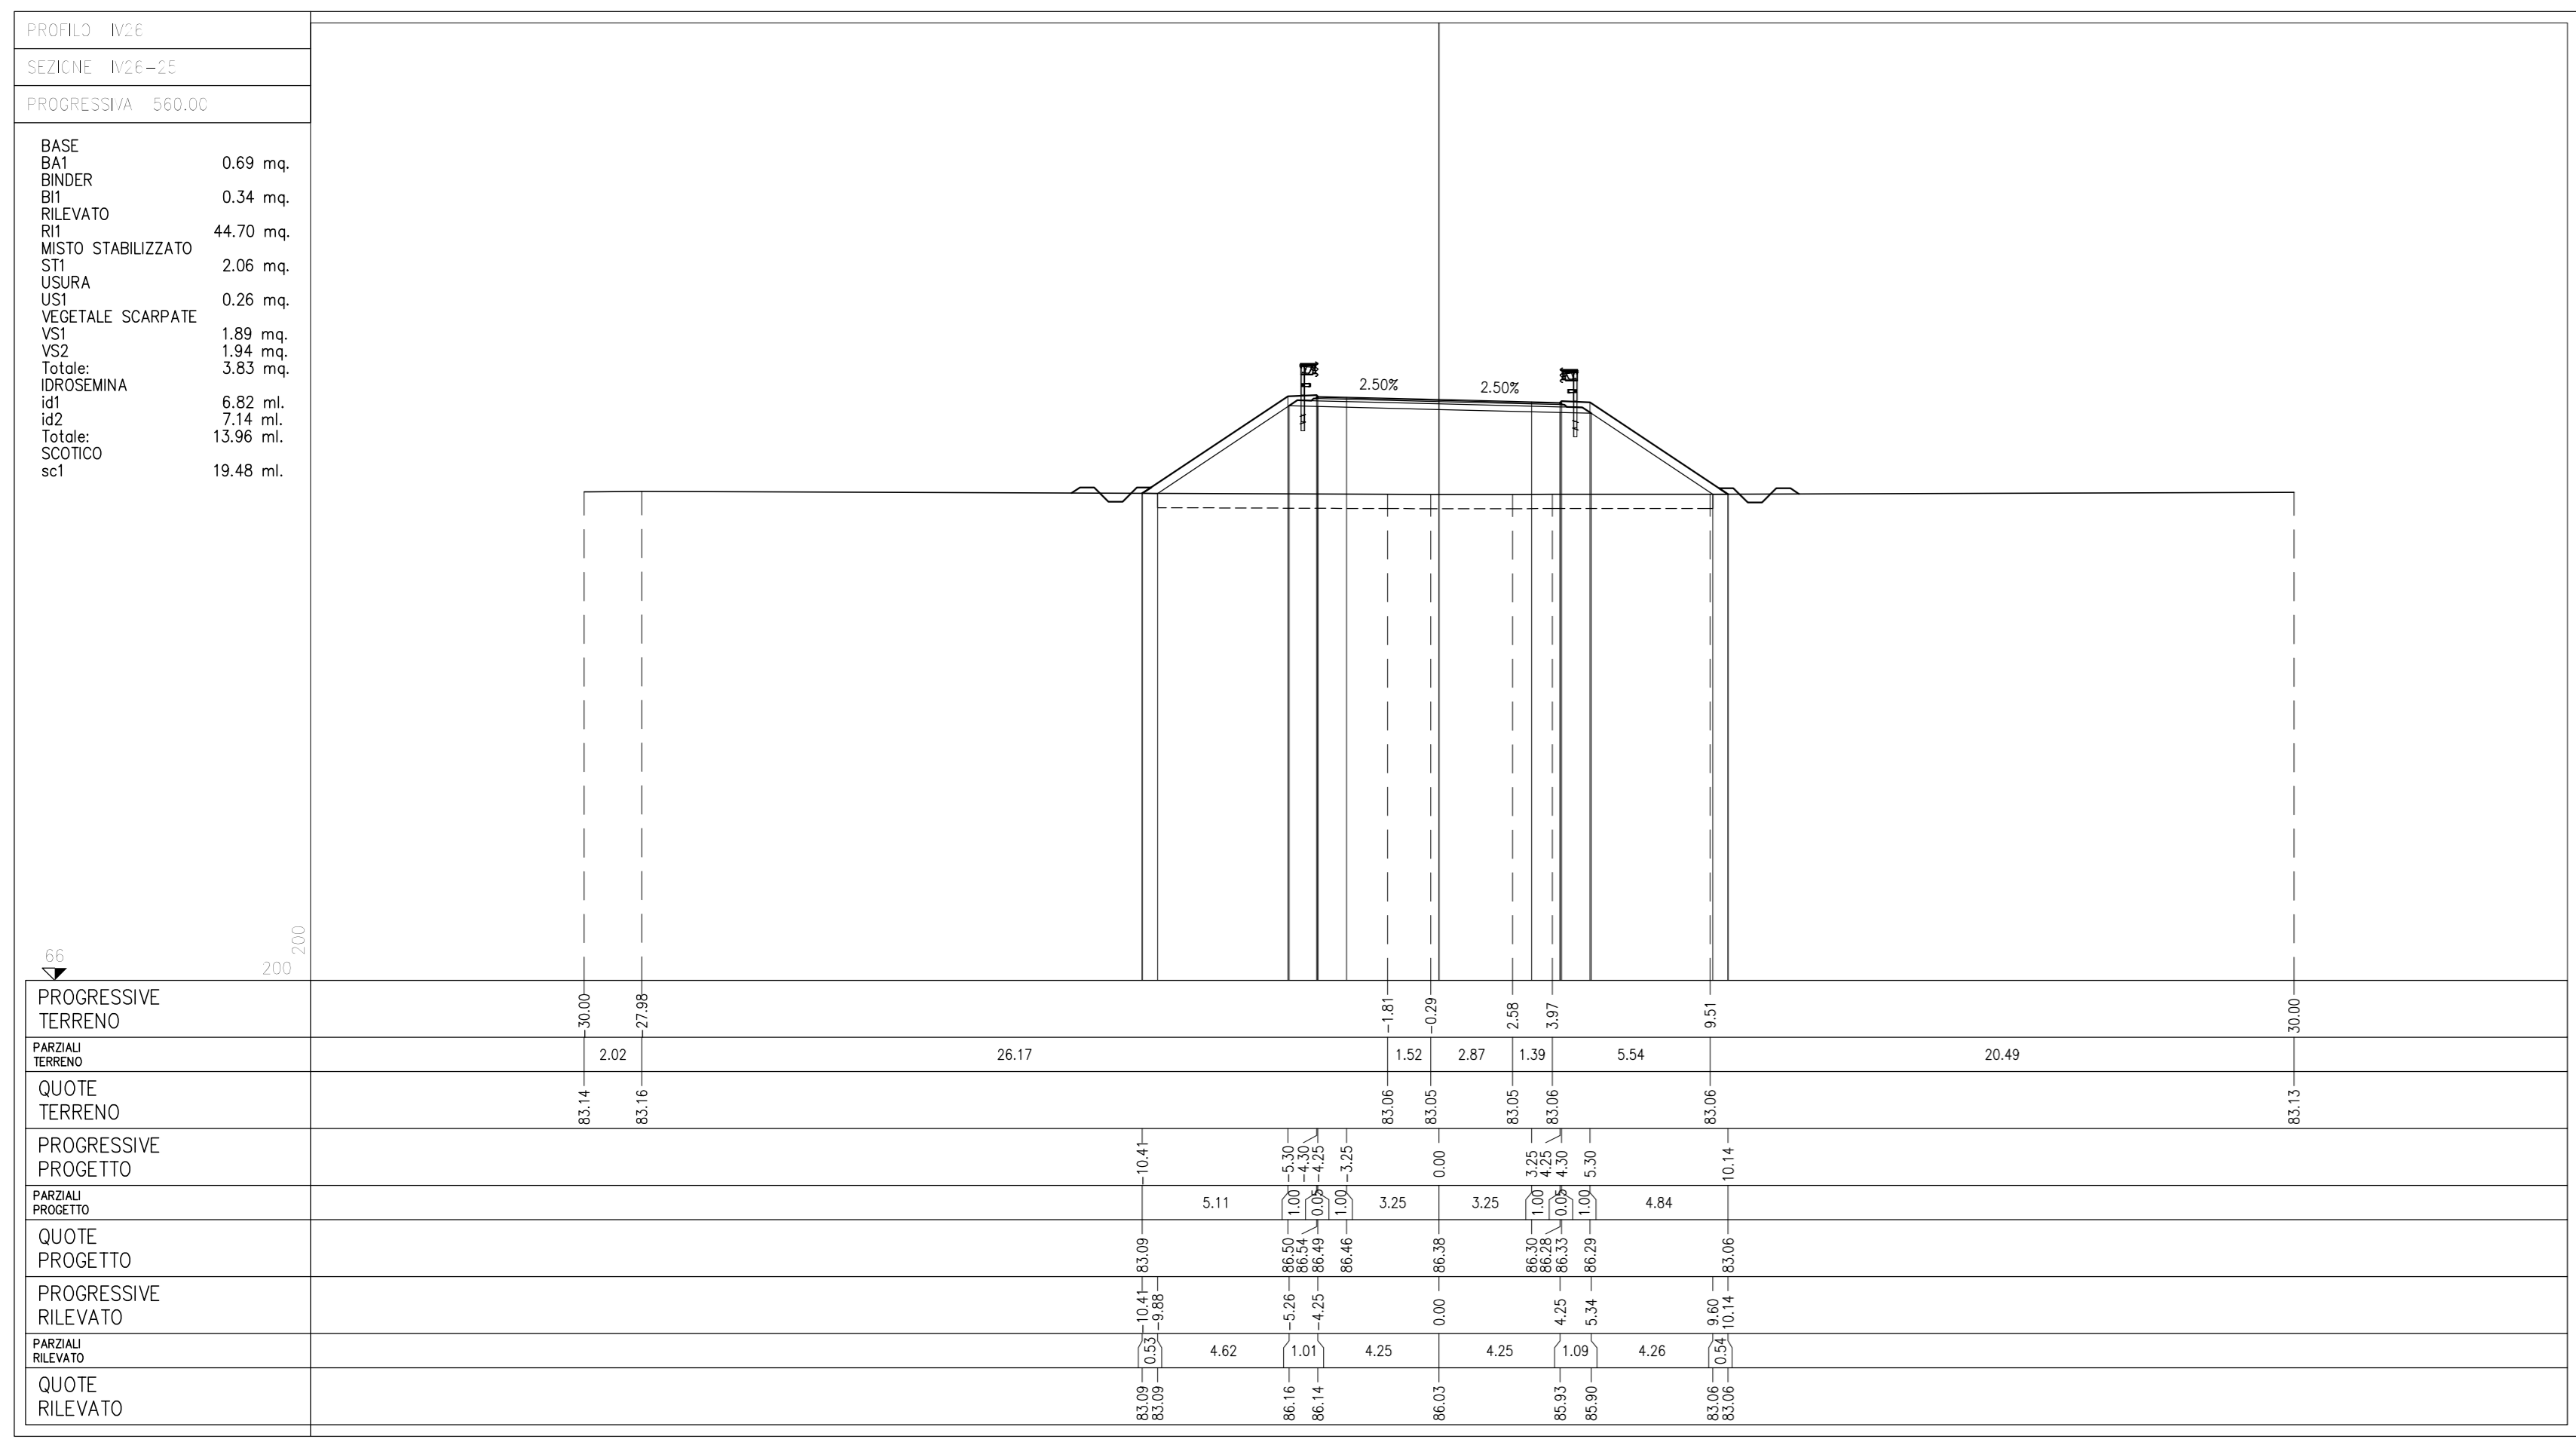 PROFILO IV26
SEZIONE IV26-25
PROGRESSIVA 560.00
BASE
BA1 0.69 mq.
BINDER
BI1 0.34 mq.
RILEVATO
RI1 44.70 mq.
MISTO STABILIZZATO
ST1 2.06 mq.
USURA
US1 0.26 mq.
VEGETALE SCARPATE
VS1 1.89 mq.
VS2 1.94 mq.
Totale: 3.83 mq.
IDROSEMINA
id1 6.82 ml.
id2 7.14 ml.
Totale: 13.96 ml.
SCOTICO
sc1 19.48 ml.
2.50% 2.50%
66
200
200
PROGRESSIVE
TERRENO
-30.00 -27.98 -1.81 -0.29 2.58 3.97 9.51 30.00
PARZIALI
TERRENO
2.02 26.17 1.52 2.87 1.39 5.54 20.49
QUOTE
TERRENO
83.14 83.16 83.06 83.05 83.05 83.06 83.06 83.13
PROGRESSIVE
PROGETTO
-10.41 -5.30 -4.30 -4.25 -3.25 0.00 3.25 4.25 4.30 5.30 10.14
PARZIALI
PROGETTO
5.11 1.00 0.05 1.00 3.25 3.25 1.00 0.05 1.00 4.84
QUOTE
PROGETTO
83.09 86.50 86.54 86.49 86.46 86.38 86.30 86.28 86.33 86.29 83.06
PROGRESSIVE
RILEVATO
-10.41 -9.88 -5.26 -4.25 0.00 4.25 5.34 9.60 10.14
PARZIALI
RILEVATO
0.53 4.62 1.01 4.25 4.25 1.09 4.26 0.54
QUOTE
RILEVATO
83.09 83.09 86.16 86.14 86.03 85.93 85.90 83.06 83.06